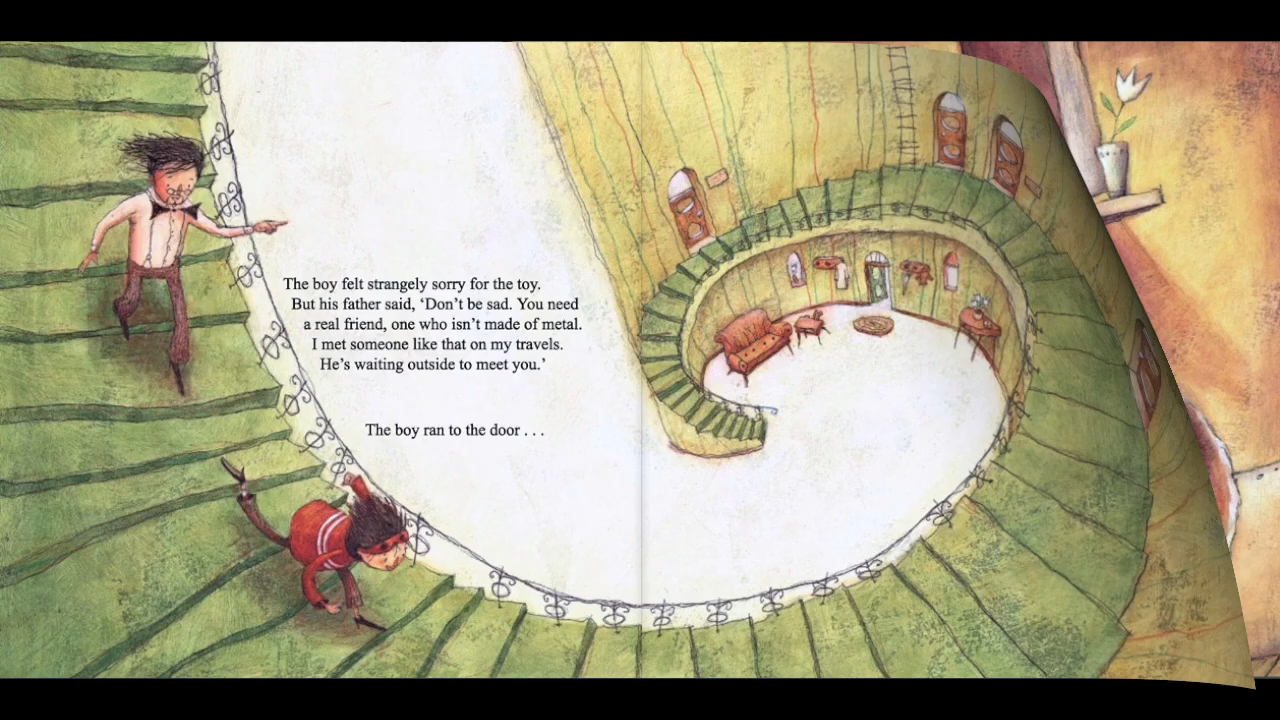 The boy felt strangely sorry for the toy.
But his father said, ‘Don’t be sad. You need
a real friend, one who isn’t made of metal.
I met someone like that on my travels.
He’s waiting outside to meet you.’
The boy ran to the door . . .